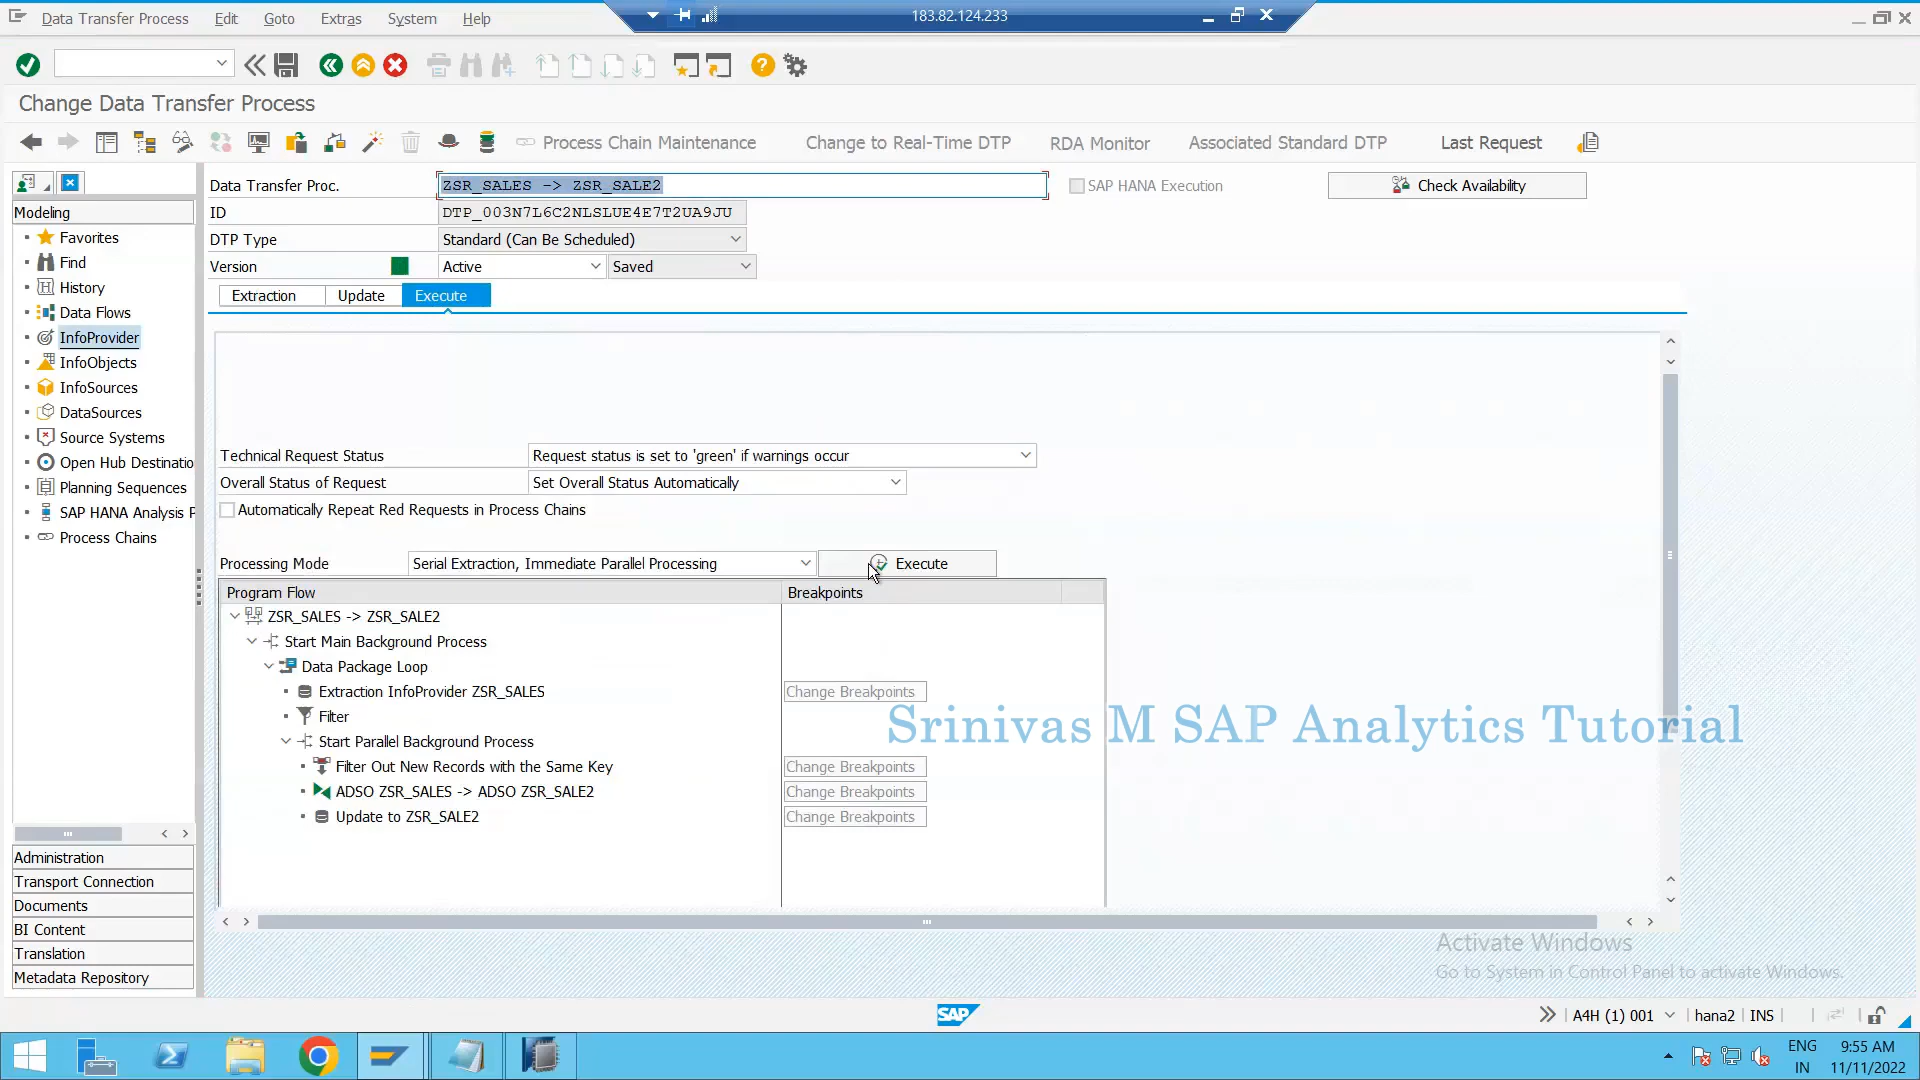 183.82.124.233
Data Transfer Process Edit Goto Extras System Help
Change Data Transfer Process
Process Chain Maintenance Change to Real-Time DTP RDA Monitor Associated Standard DTP Last Request
Modeling
Favorites
Find
History
Data Flows
InfoProvider
InfoObjects
InfoSources
DataSources
Source Systems
Open Hub Destinatio
Planning Sequences
SAP HANA Analysis P
Process Chains
Administration
Transport Connection
Documents
BI Content
Translation
Metadata Repository
Data Transfer Proc. ZSR_SALES -> ZSR_SALE2 SAP HANA Execution Check Availability
ID DTP_003N7L6C2NLSLUE4E7T2UA9JU
DTP Type Standard (Can Be Scheduled)
Version Active Saved
Extraction Update Execute
Technical Request Status Request status is set to 'green' if warnings occur
Overall Status of Request Set Overall Status Automatically
Automatically Repeat Red Requests in Process Chains
Processing Mode Serial Extraction, Immediate Parallel Processing Execute
Program Flow Breakpoints
ZSR_SALES -> ZSR_SALE2
Start Main Background Process
Data Package Loop
Extraction InfoProvider ZSR_SALES Change Breakpoints
Filter
Start Parallel Background Process
Filter Out New Records with the Same Key Change Breakpoints
ADSO ZSR_SALES -> ADSO ZSR_SALE2 Change Breakpoints
Update to ZSR_SALE2 Change Breakpoints
Srinivas M SAP Analytics Tutorial
Activate Windows
Go to System in Control Panel to activate Windows.
SAP
A4H (1) 001 hana2 INS
ENG 9:55 AM
IN 11/11/2022